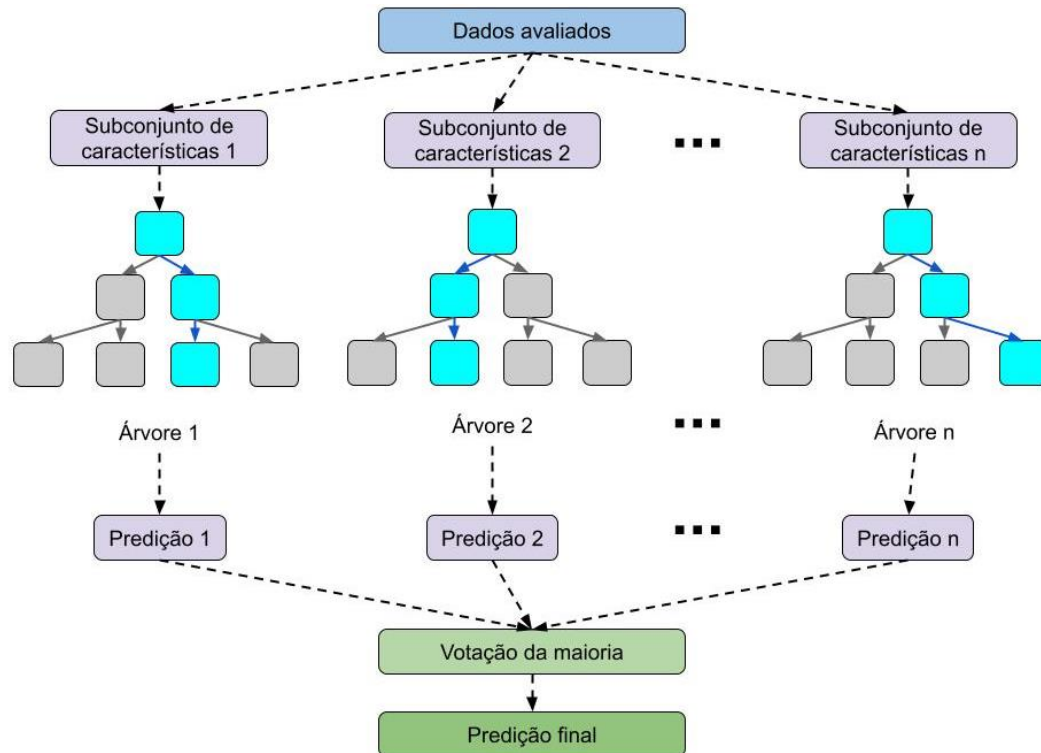 Dados avaliados
Subconjunto de
características 1
Subconjunto de
características 2
Subconjunto de
características n
Árvore 1
Árvore 2
Árvore n
Predição 1
Predição 2
Predição n
Votação da maioria
Predição final